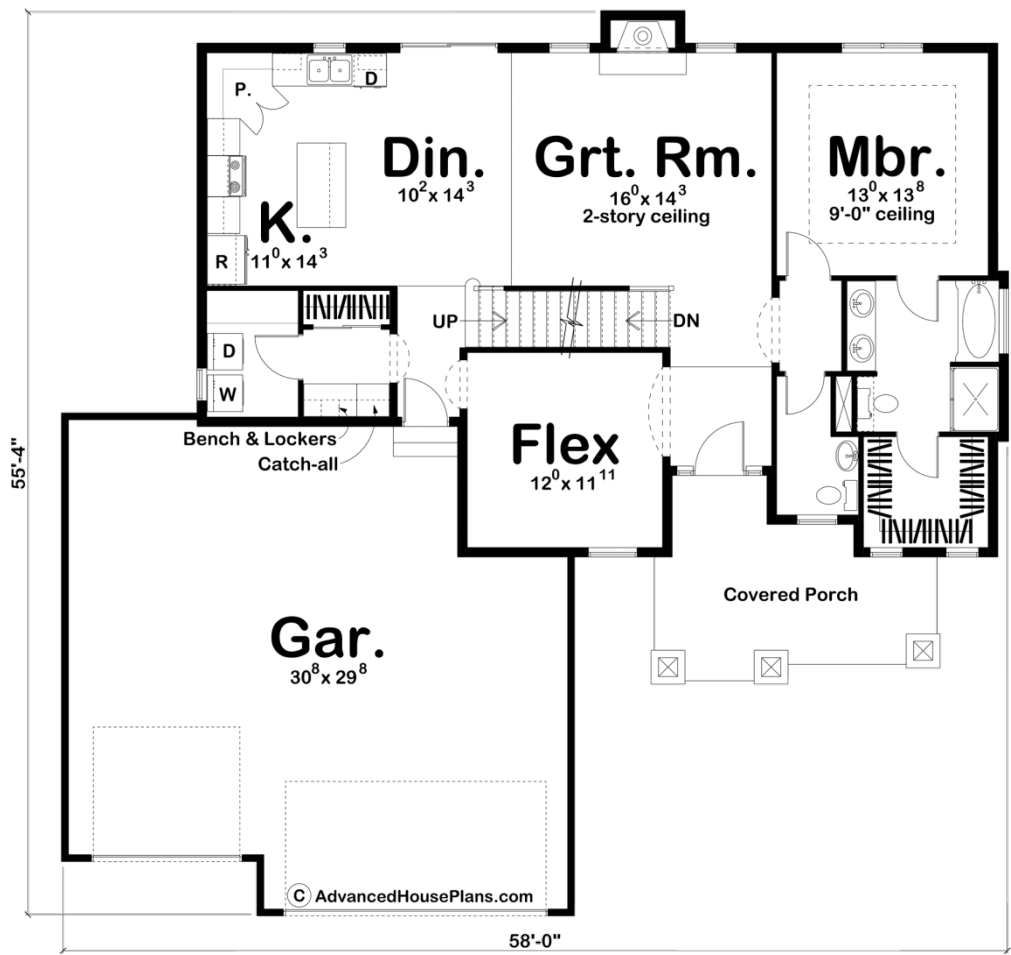 P.
D
Din.
10² x 14³
Grt. Rm.
16⁰ x 14³
2-story ceiling
Mbr.
13⁰ x 13⁸
9'-0" ceiling
K.
11⁰ x 14³
R
UP
DN
D
W
Bench & Lockers
Catch-all
Flex
12⁰ x 11¹¹
55'-4"
Covered Porch
Gar.
30⁸ x 29⁸
C AdvancedHousePlans.com
58'-0"